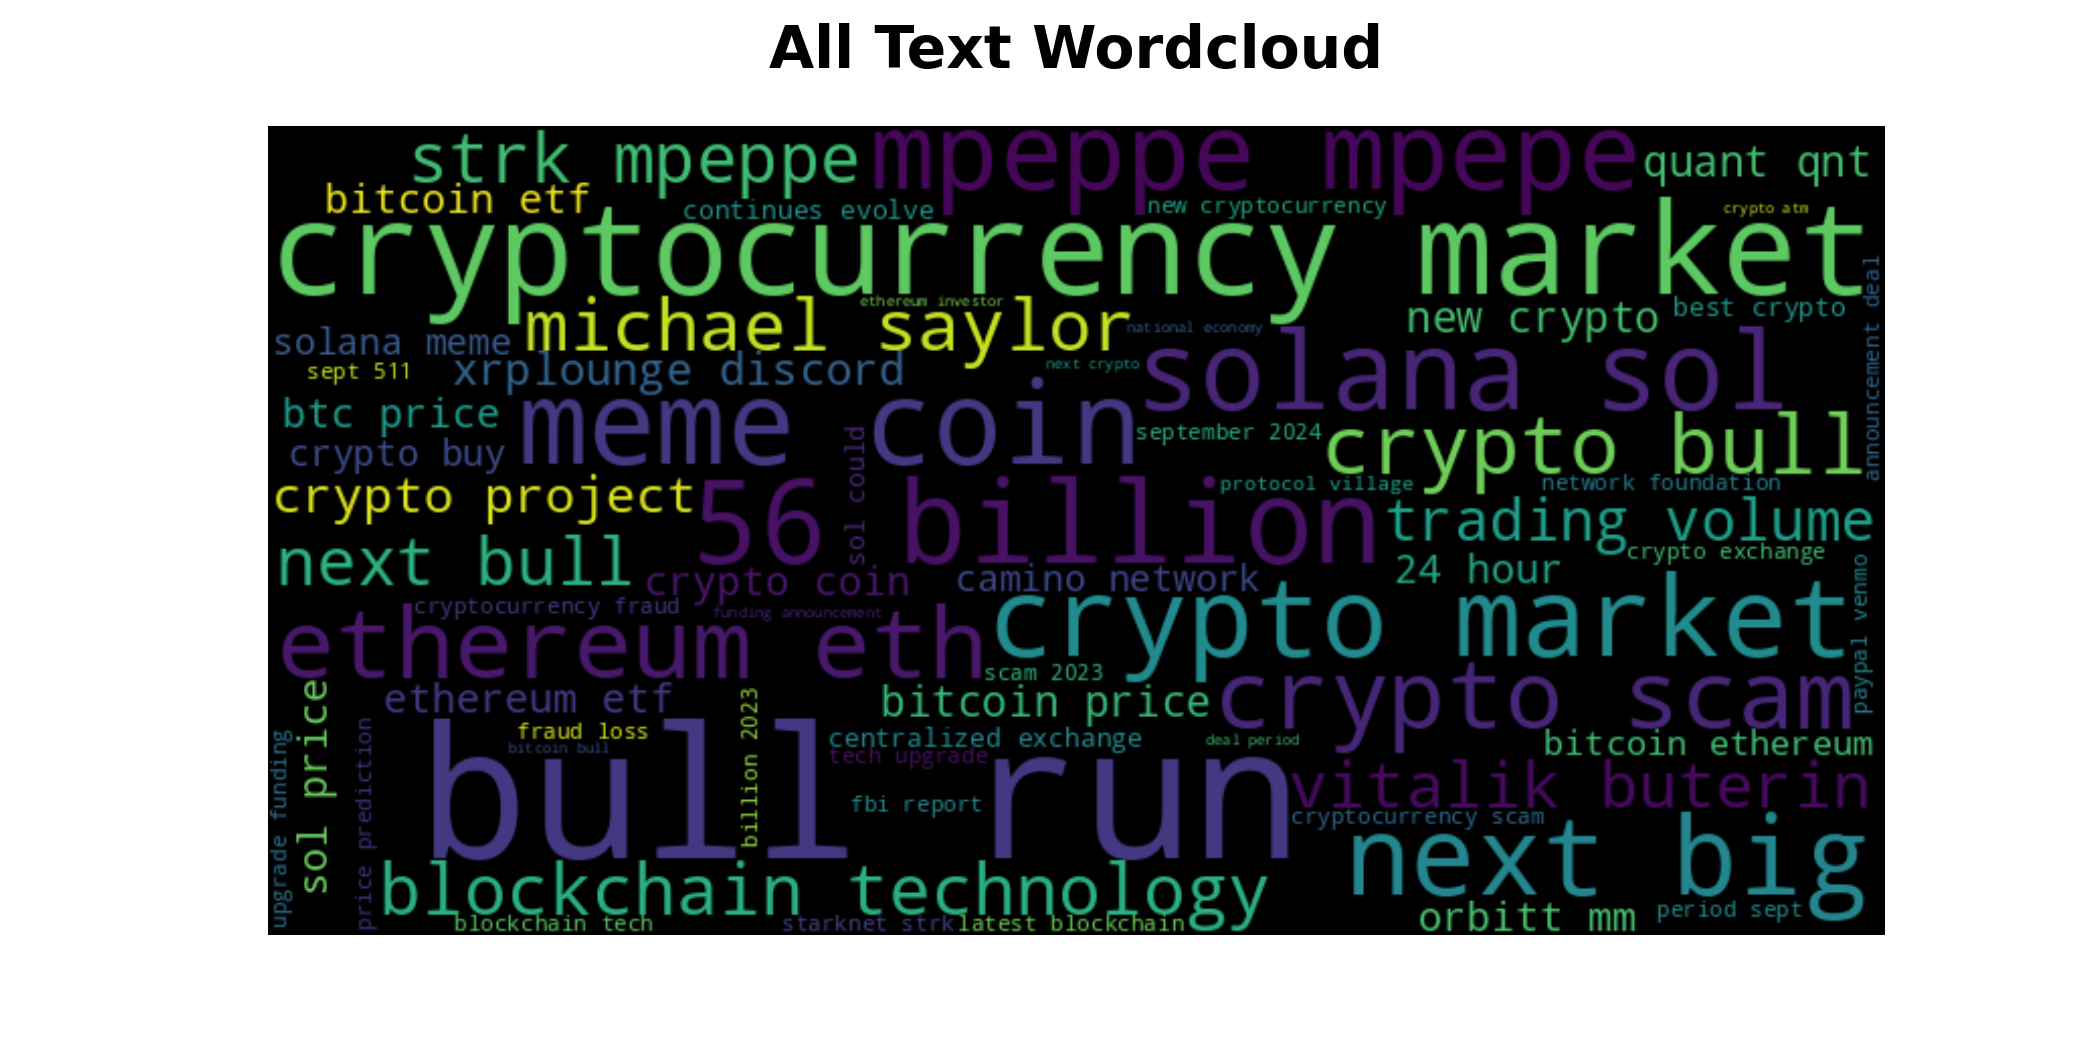 All Text Wordcloud
strk mpeppe
mpeppe mpepe
quant qnt
bitcoin etf
continues evolve
new cryptocurrency
crypto atm
cryptocurrency market
announcement deal
ethereum investor
michael saylor
new crypto
best crypto
solana meme
national economy
solana sol
sept 511
xrplounge discord
next crypto
btc price
meme coin
september 2024
crypto bull
crypto buy
sol could
crypto project
56 billion
protocol village
network foundation
trading volume
next bull
crypto exchange
24 hour
crypto coin
camino network
paypal venmo
cryptocurrency fraud
funding announcement
crypto market
ethereum eth
scam 2023
crypto scam
sol price
ethereum etf
bitcoin price
billion 2023
fraud loss
bitcoin bull
centralized exchange
deal period
bitcoin ethereum
tech upgrade
upgrade funding
price prediction
bull run
fbi report
vitalik buterin
cryptocurrency scam
next big
blockchain technology
orbitt mm
period sept
blockchain tech
starknet strk
latest blockchain